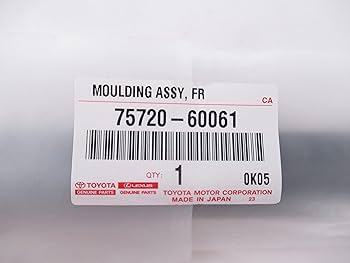 MOULDING ASSY, FR
CA
75720-60061
TOYOTA
GENUINE PARTS
LEXUS
GENUINE PARTS
QTY: 1
0K05
TOYOTA MOTOR CORPORATION
MADE IN JAPAN 23